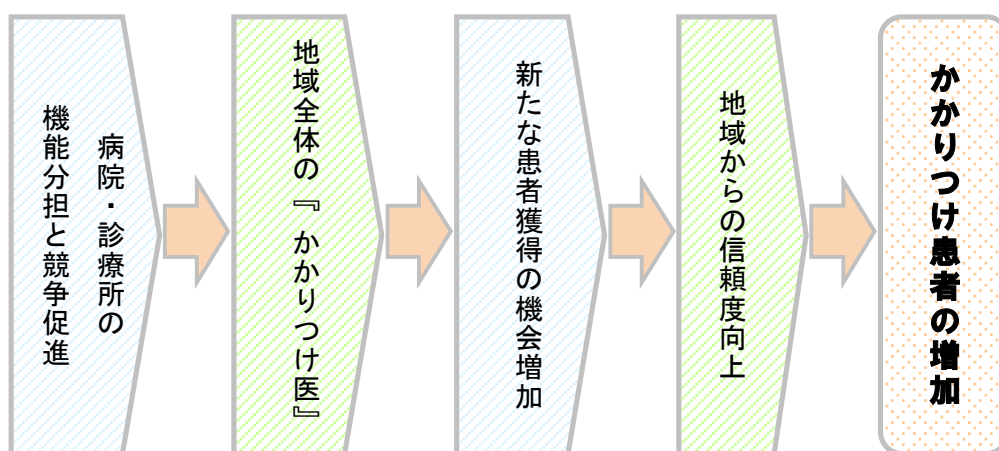 病院・診療所の
機能分担と競争促進
地域全体の『かかりつけ医』
新たな患者獲得の機会増加
地域からの信頼度向上
かかりつけ患者の増加